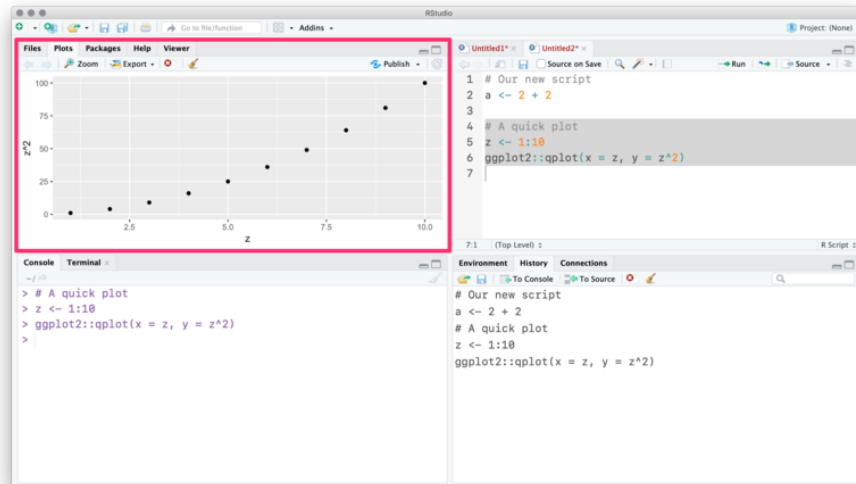 RStudio
Go to file/function
Addins
Project: (None)
Files Plots Packages Help Viewer
Zoom Export Publish
100
75
50
25
0
z^2
2.5 5.0 7.5 10.0
z
Untitled1* Untitled2*
Source on Save Run Source
1 # Our new script
2 a <- 2 + 2
3
4 # A quick plot
5 z <- 1:10
6 ggplot2::qplot(x = z, y = z^2)
7
7:1 (Top Level) R Script
Console Terminal
~/
> # A quick plot
> z <- 1:10
> ggplot2::qplot(x = z, y = z^2)
>
Environment History Connections
To Console To Source
# Our new script
a <- 2 + 2
# A quick plot
z <- 1:10
ggplot2::qplot(x = z, y = z^2)